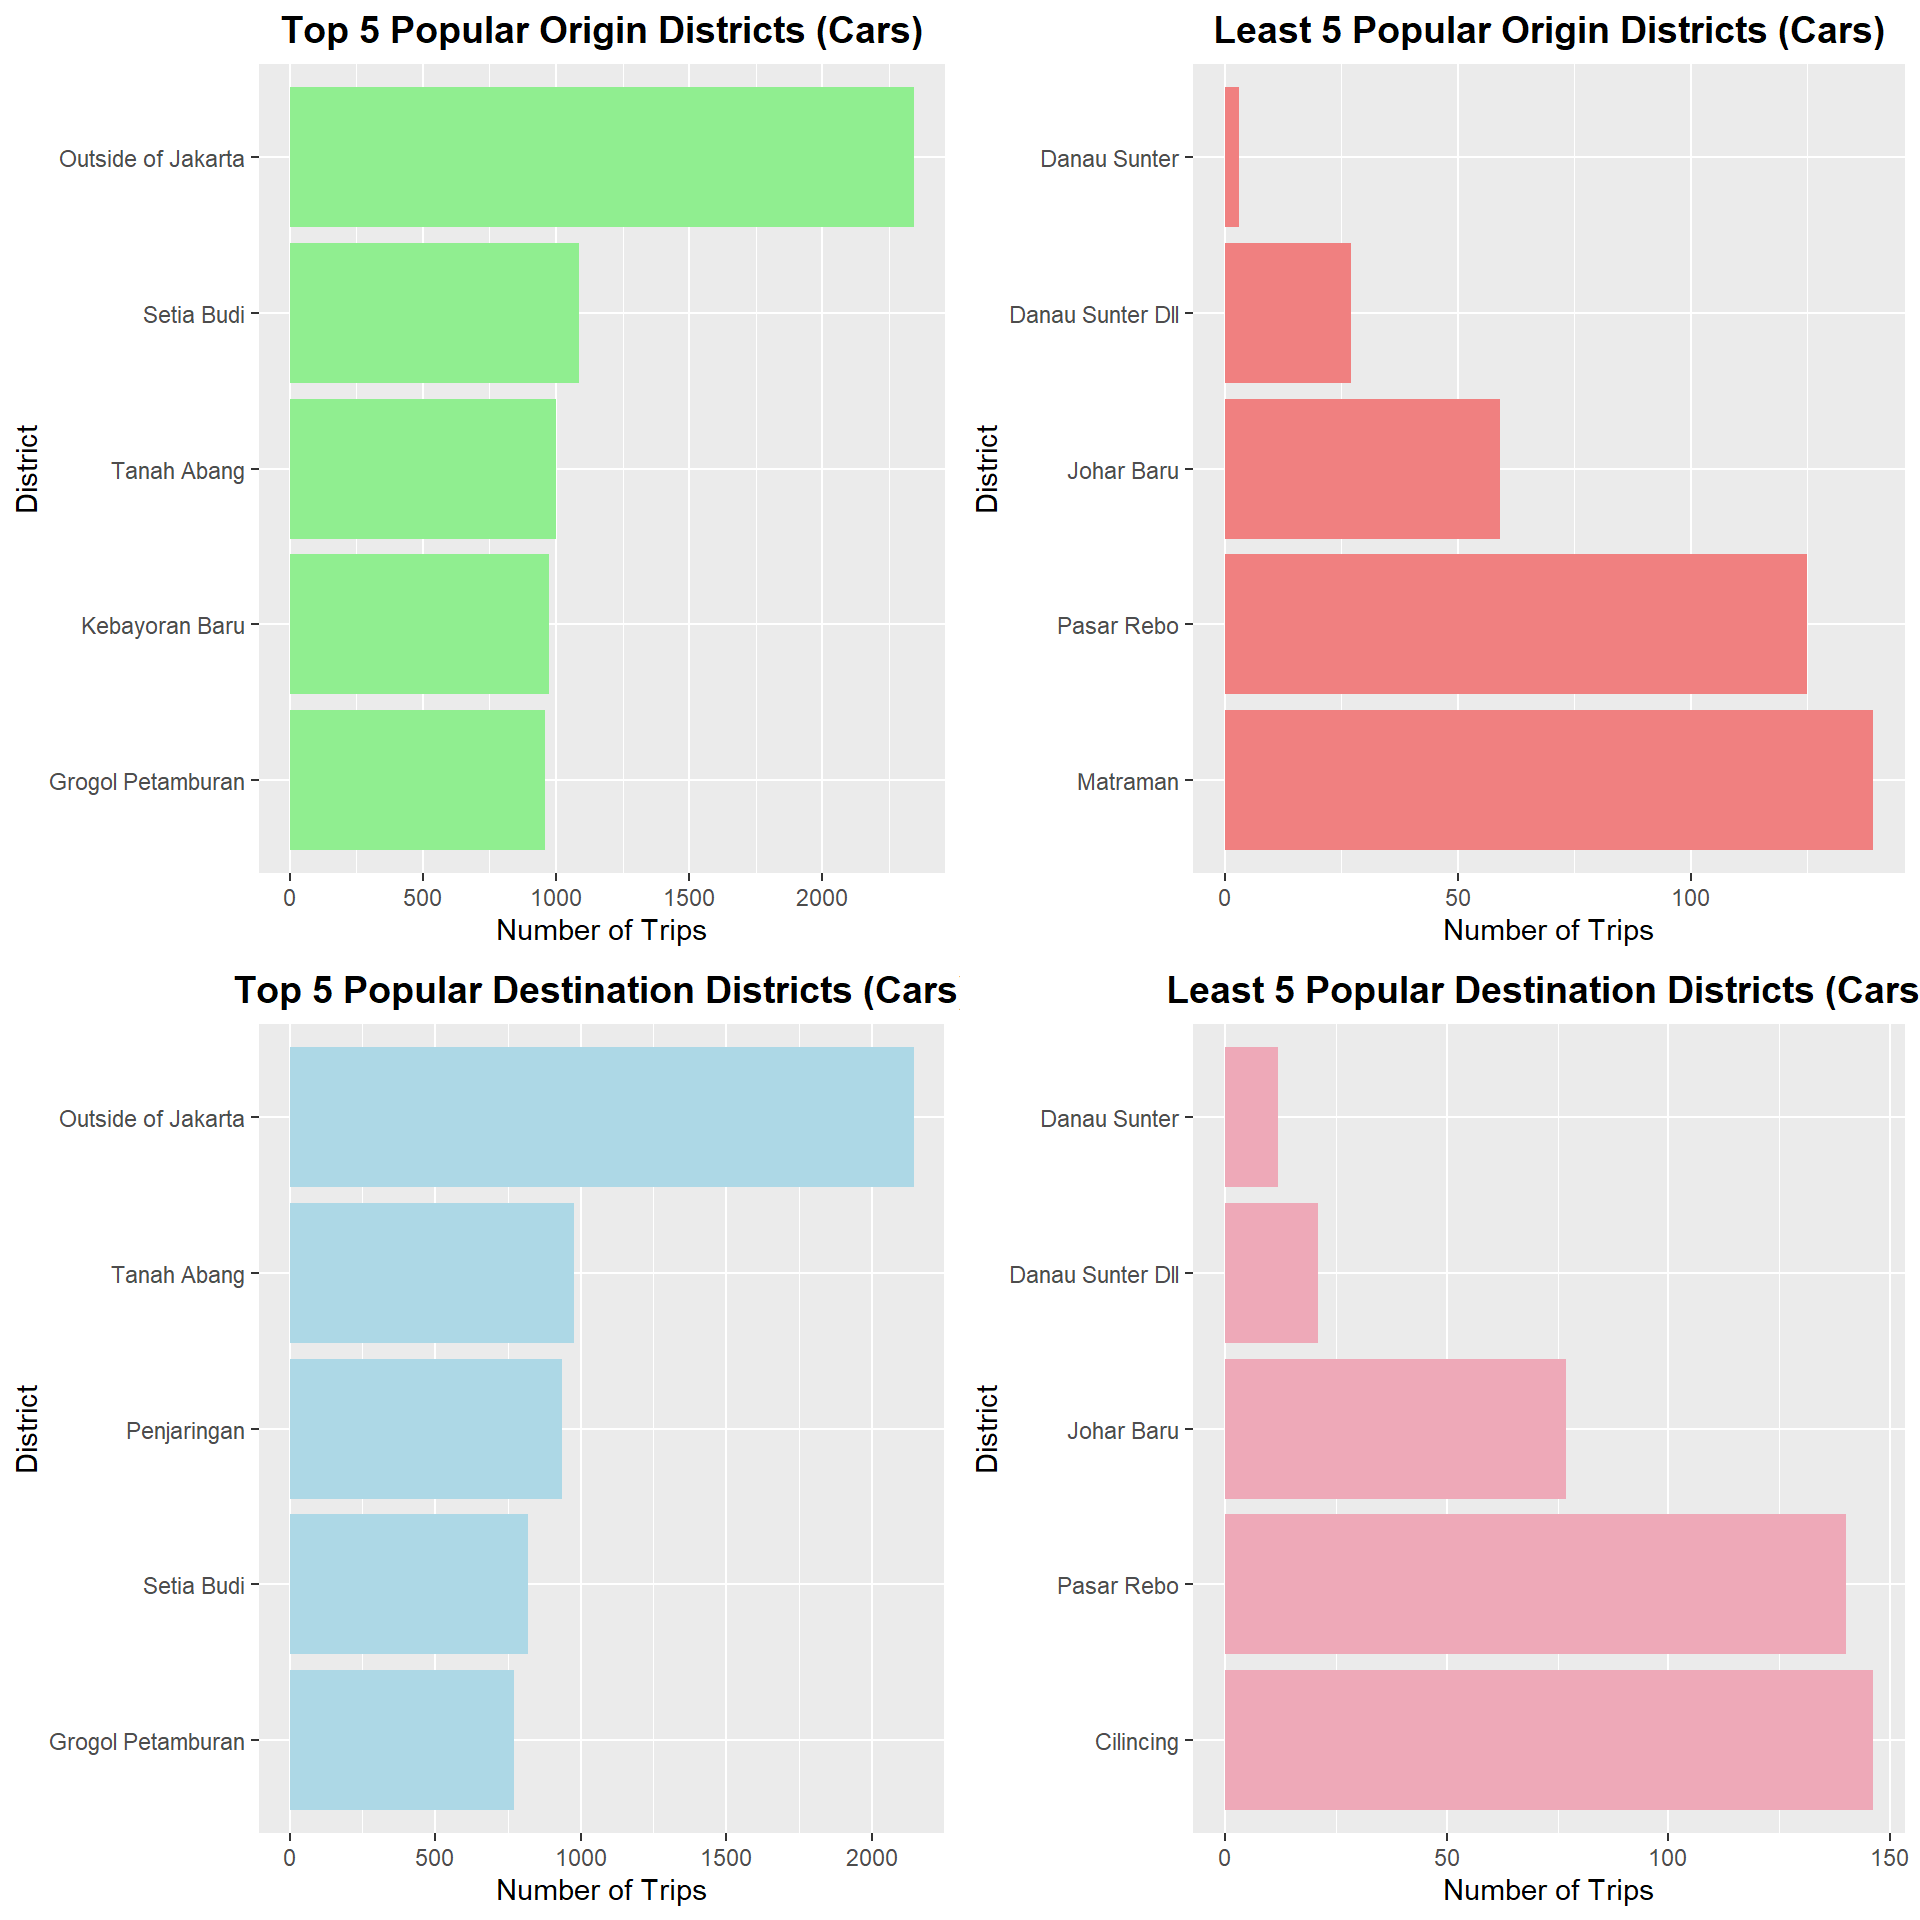 Top 5 Popular Origin Districts (Cars)
District
Outside of Jakarta
Setia Budi
Tanah Abang
Kebayoran Baru
Grogol Petamburan
0 500 1000 1500 2000
Number of Trips
Least 5 Popular Origin Districts (Cars)
District
Danau Sunter
Danau Sunter Dll
Johar Baru
Pasar Rebo
Matraman
0 50 100
Number of Trips
Top 5 Popular Destination Districts (Cars
District
Outside of Jakarta
Tanah Abang
Penjaringan
Setia Budi
Grogol Petamburan
0 500 1000 1500 2000
Number of Trips
Least 5 Popular Destination Districts (Cars
District
Danau Sunter
Danau Sunter Dll
Johar Baru
Pasar Rebo
Cilincing
0 50 100 150
Number of Trips